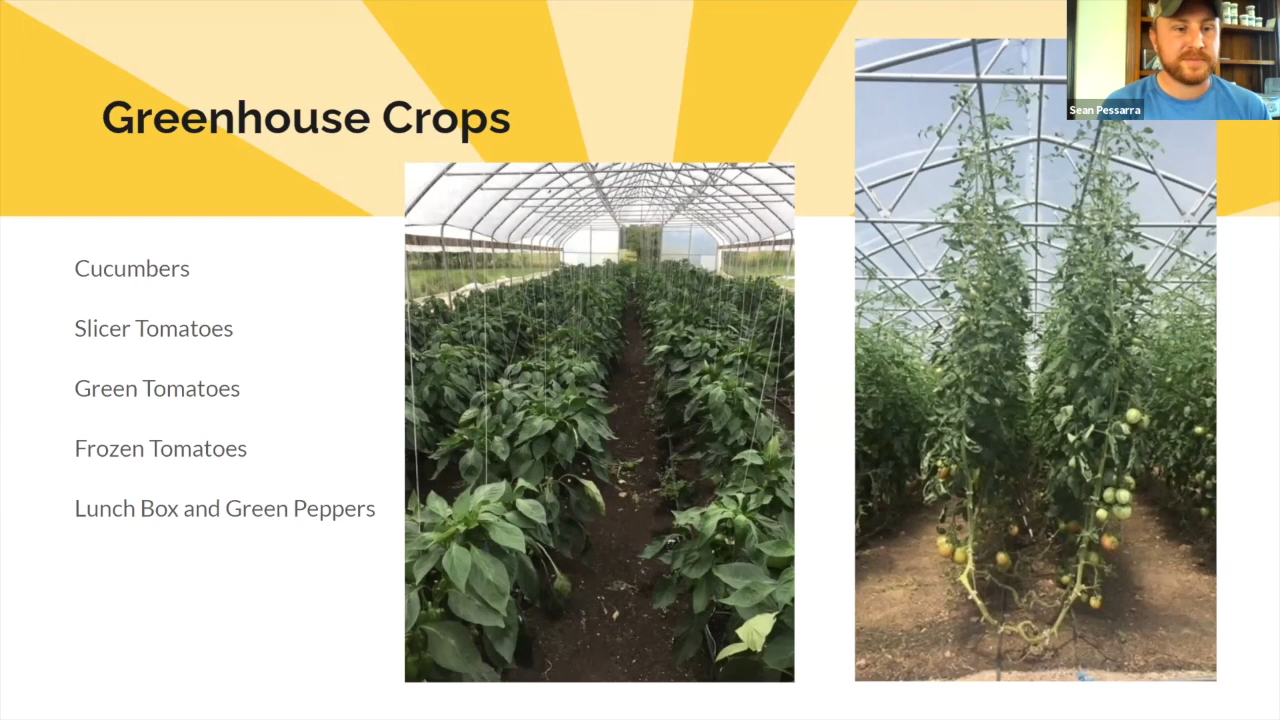 Greenhouse Crops
Sean Pessarra
Cucumbers
Slicer Tomatoes
Green Tomatoes
Frozen Tomatoes
Lunch Box and Green Peppers